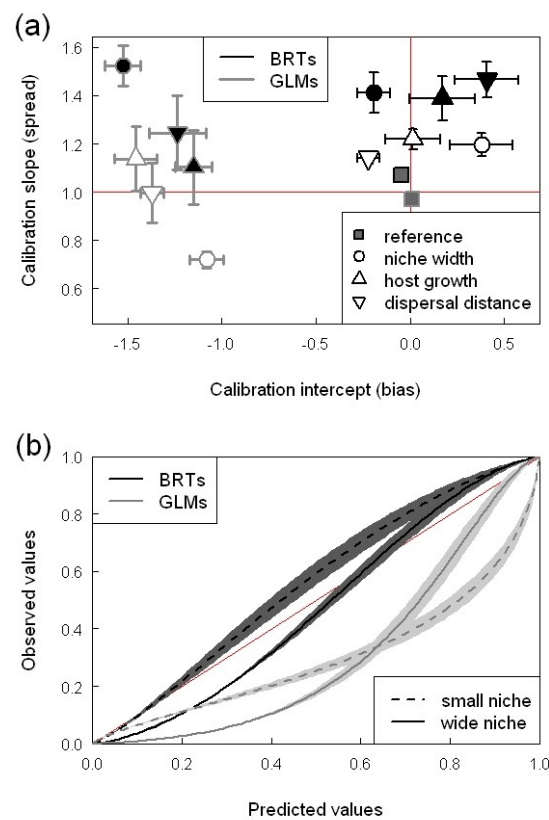 (a)
1.6
1.4
1.2
1.0
0.8
0.6
Calibration slope (spread)
BRTs
GLMs
reference
niche width
host growth
dispersal distance
-1.5 -1.0 -0.5 0.0 0.5
Calibration intercept (bias)
(b)
1.0
0.8
0.6
0.4
0.2
0.0
Observed values
BRTs
GLMs
small niche
wide niche
0.0 0.2 0.4 0.6 0.8 1.0
Predicted values